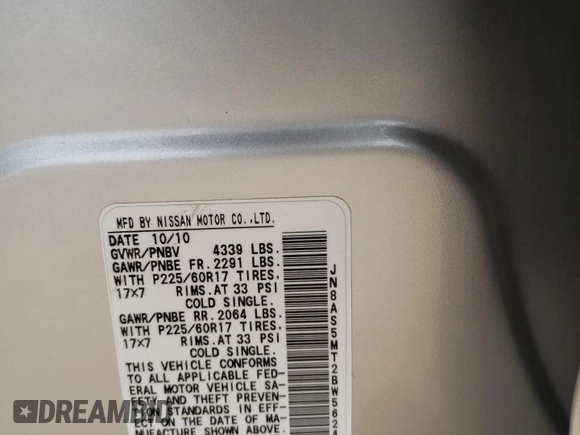 MFD BY NISSAN MOTOR CO.,LTD.
DATE 10/10
GVWR/PNBV 4339 LBS.
GAWR/PNBE FR. 2291 LBS.
WITH P225/60R17 TIRES,
17×7 RIMS. AT 33 PSI
COLD SINGLE.
GAWR/PNBE RR. 2064 LBS.
WITH P225/60R17 TIRES,
17×7 RIMS. AT 33 PSI
COLD SINGLE.
THIS VEHICLE CONFORMS
TO ALL APPLICABLE FED-
ERAL MOTOR VEHICLE SA-
FETY AND THEFT PREVEN-
TION STANDARDS IN EFF-
ECT ON THE DATE OF MA-
NUFACTURE SHOWN ABOVE.
JN8AS5MT2BW562
DREAMBID